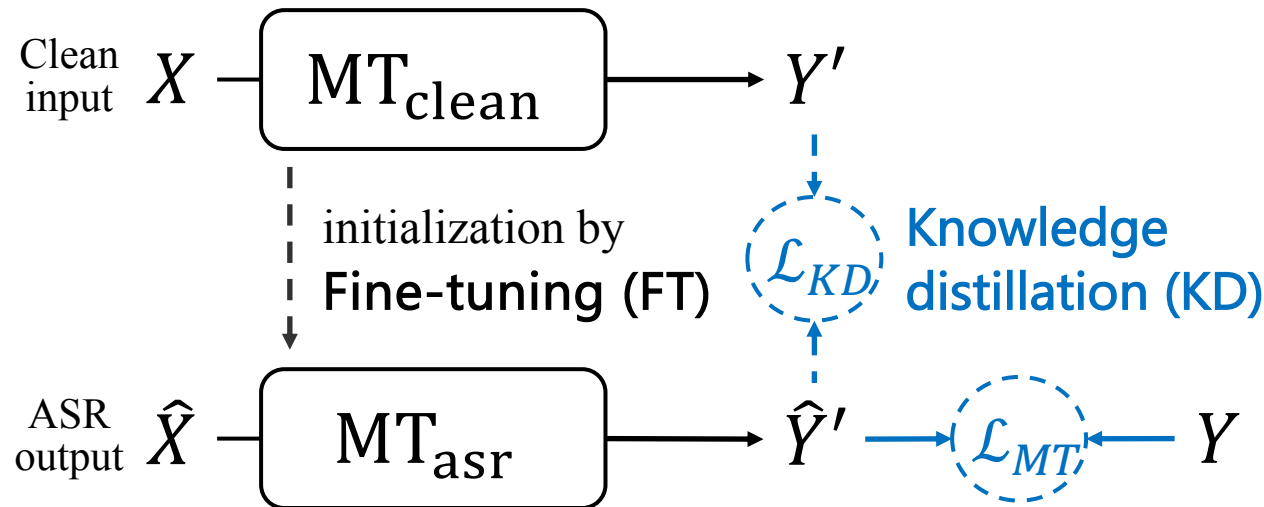 Clean
input X MT_clean Y′
initialization by
Fine-tuning (FT)
ℒ_KD
Knowledge
distillation (KD)
ASR
output X̂ MT_asr Ŷ′ ℒ_MT Y